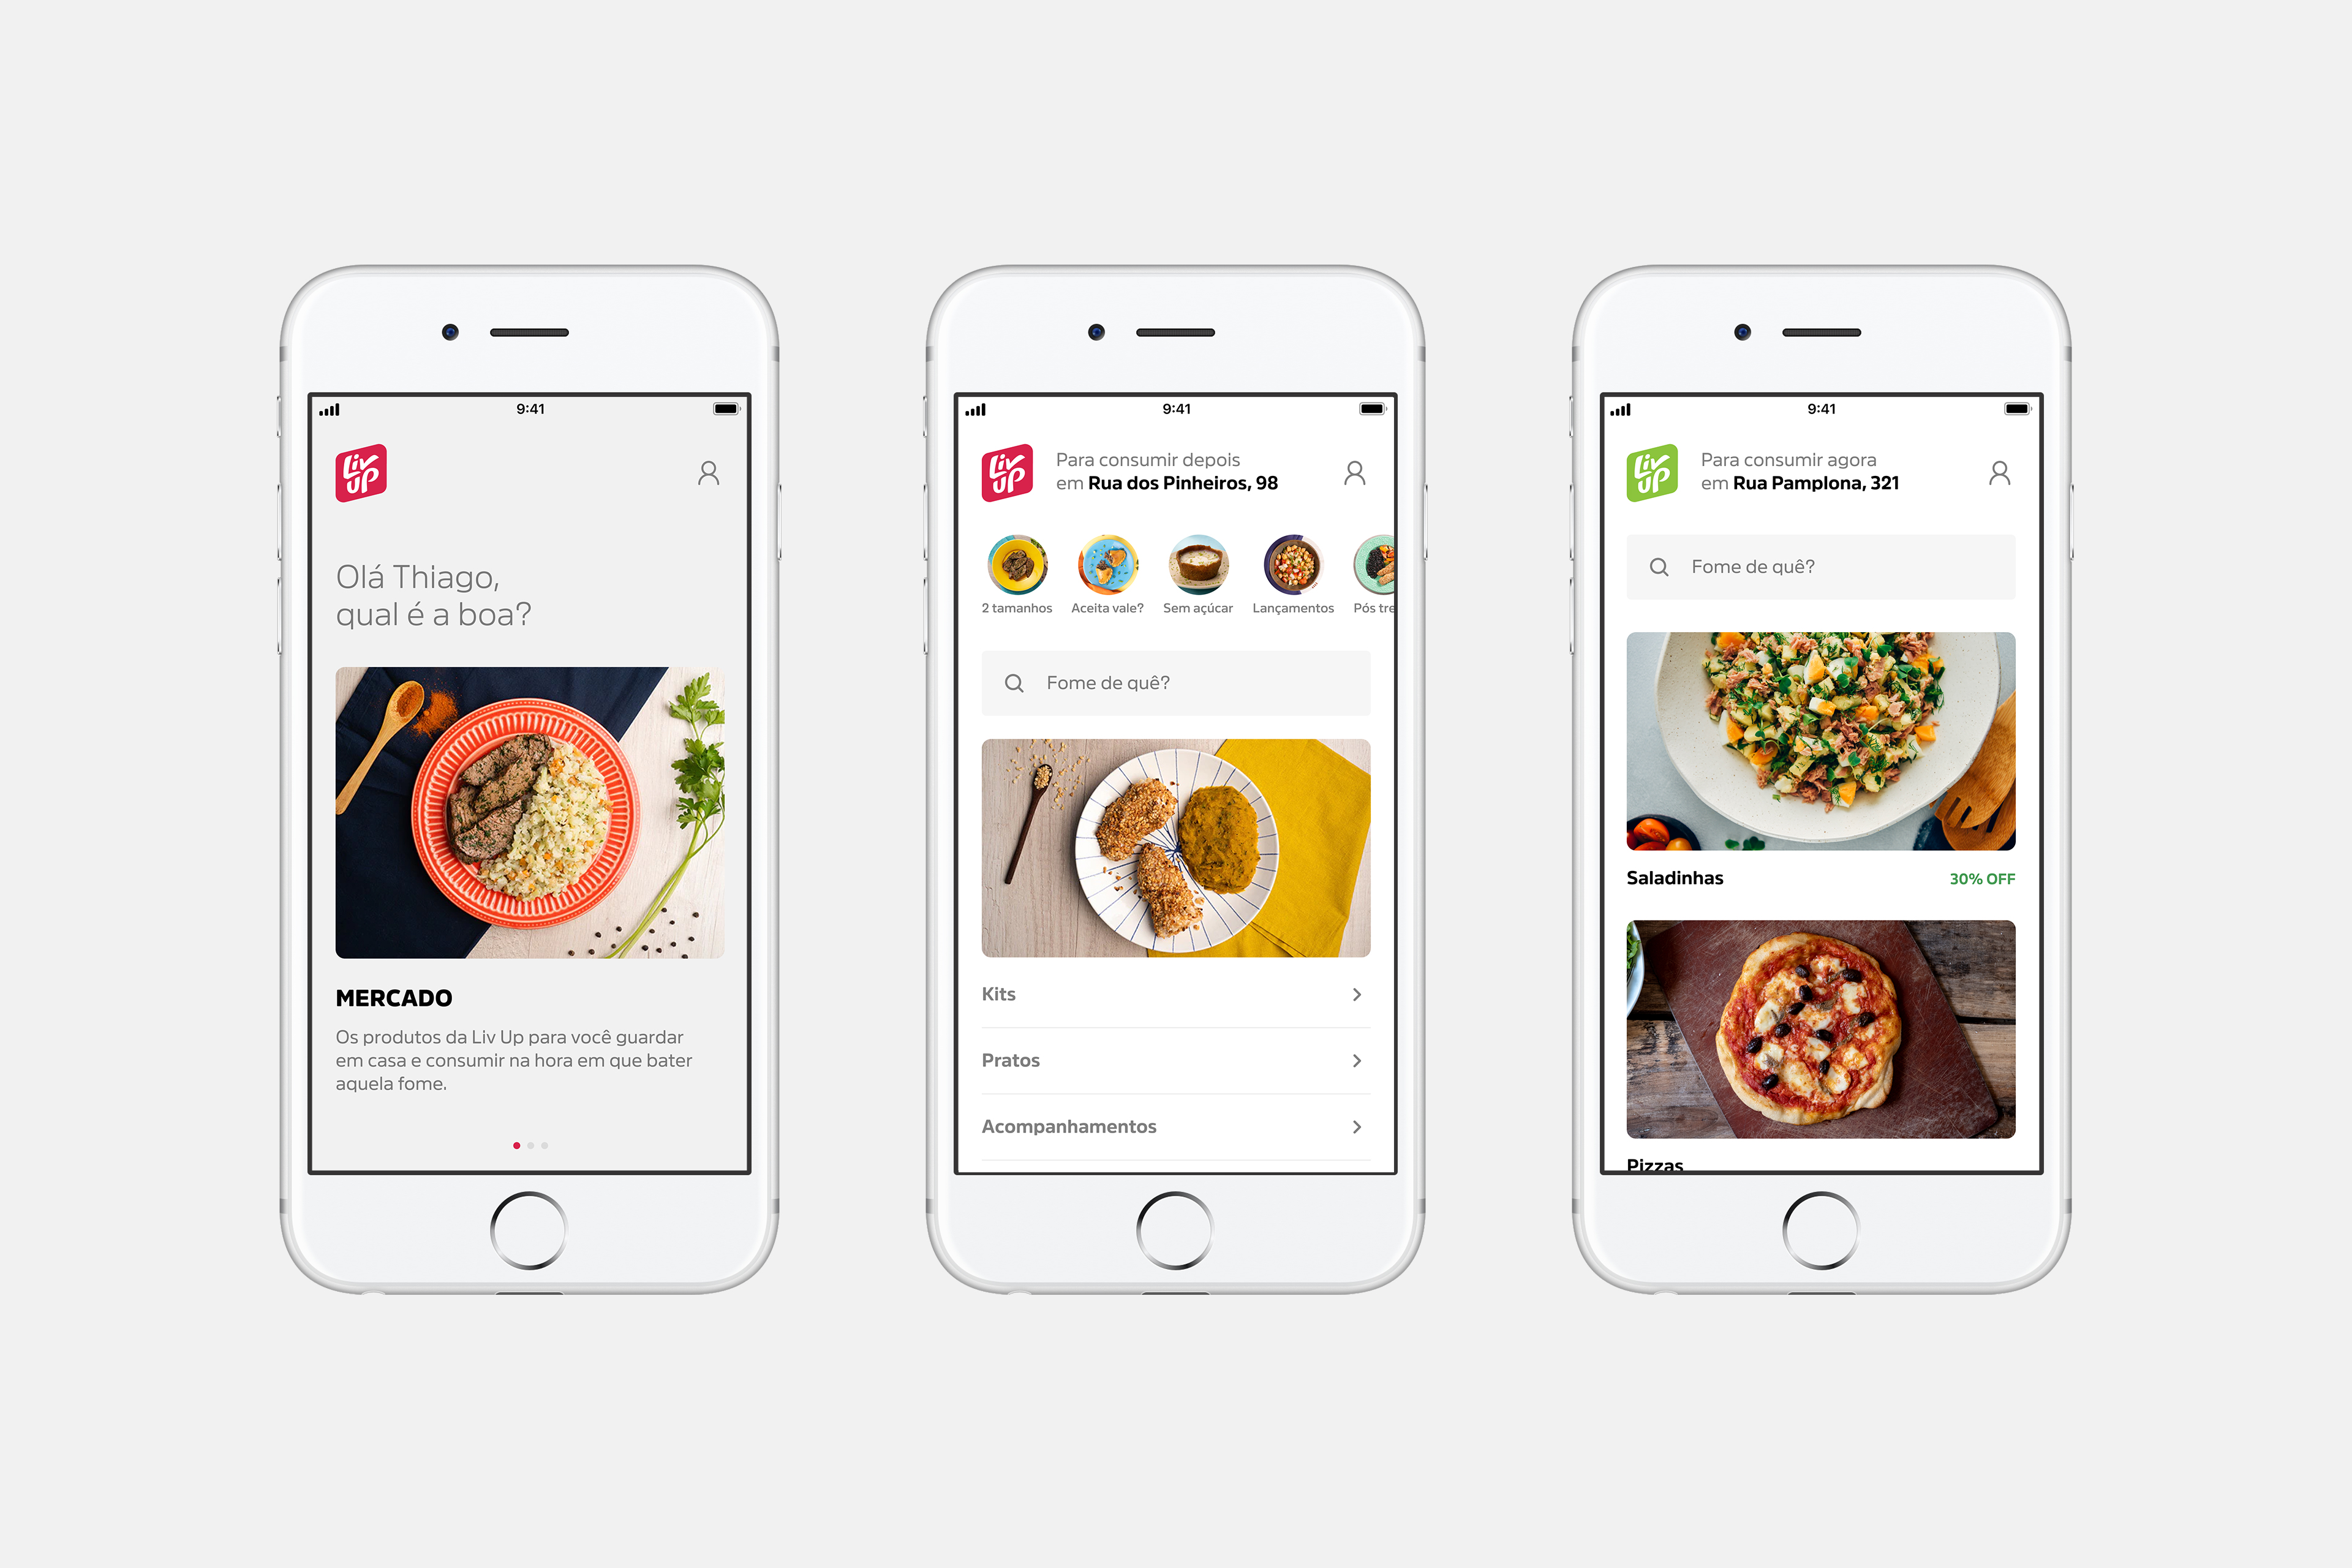 9:41
Liv
up
Olá Thiago,
qual é a boa?
MERCADO
Os produtos da Liv Up para você guardar
em casa e consumir na hora em que bater
aquela fome.
9:41
Liv
up
Para consumir depois
em Rua dos Pinheiros, 98
2 tamanhos
Aceita vale?
Sem açúcar
Lançamentos
Pós tre
Fome de quê?
Kits
Pratos
Acompanhamentos
9:41
Liv
up
Para consumir agora
em Rua Pamplona, 321
Fome de quê?
Saladinhas
30% OFF
Pizzas